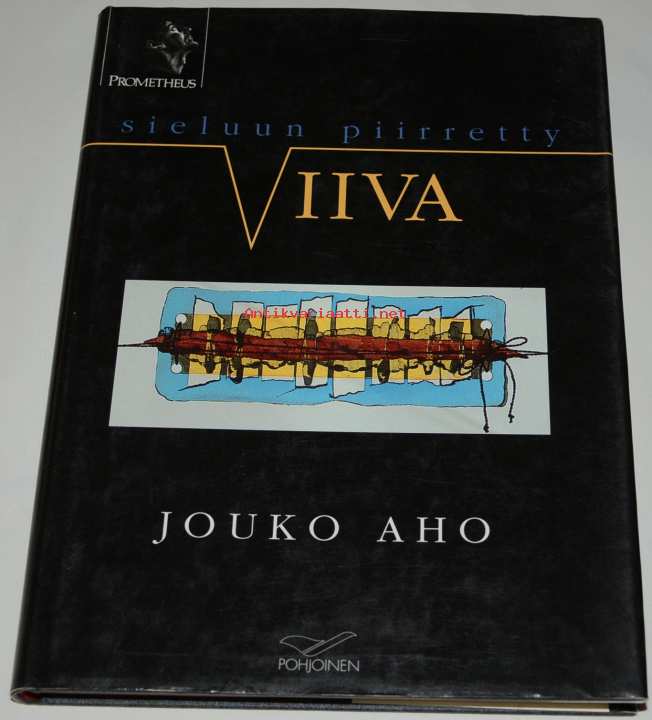 PROMETHEUS
sieluun piirretty
VIIVA
Antikvariaatti.net
JOUKO AHO
POHJOINEN